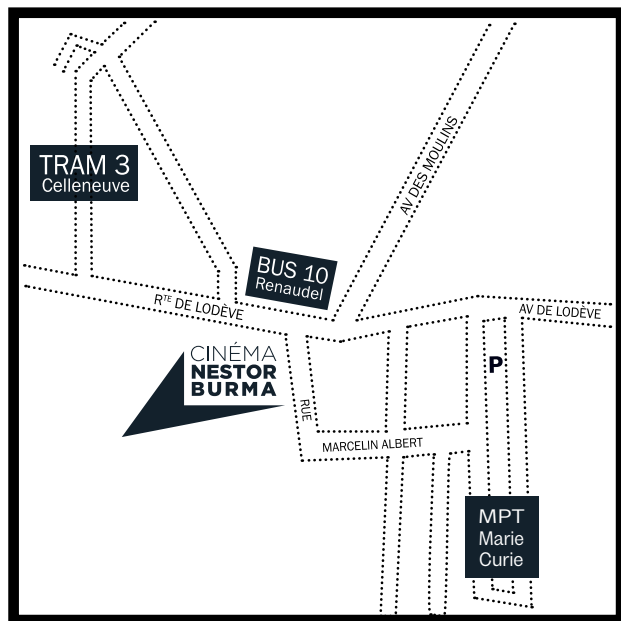 AV DES MOULINS
TRAM 3
Celleneuve
BUS 10
Renaudel
RTE DE LODÈVE
AV DE LODÈVE
CINÉMA
NESTOR
BURMA
P
RUE
MARCELIN ALBERT
MPT
Marie
Curie